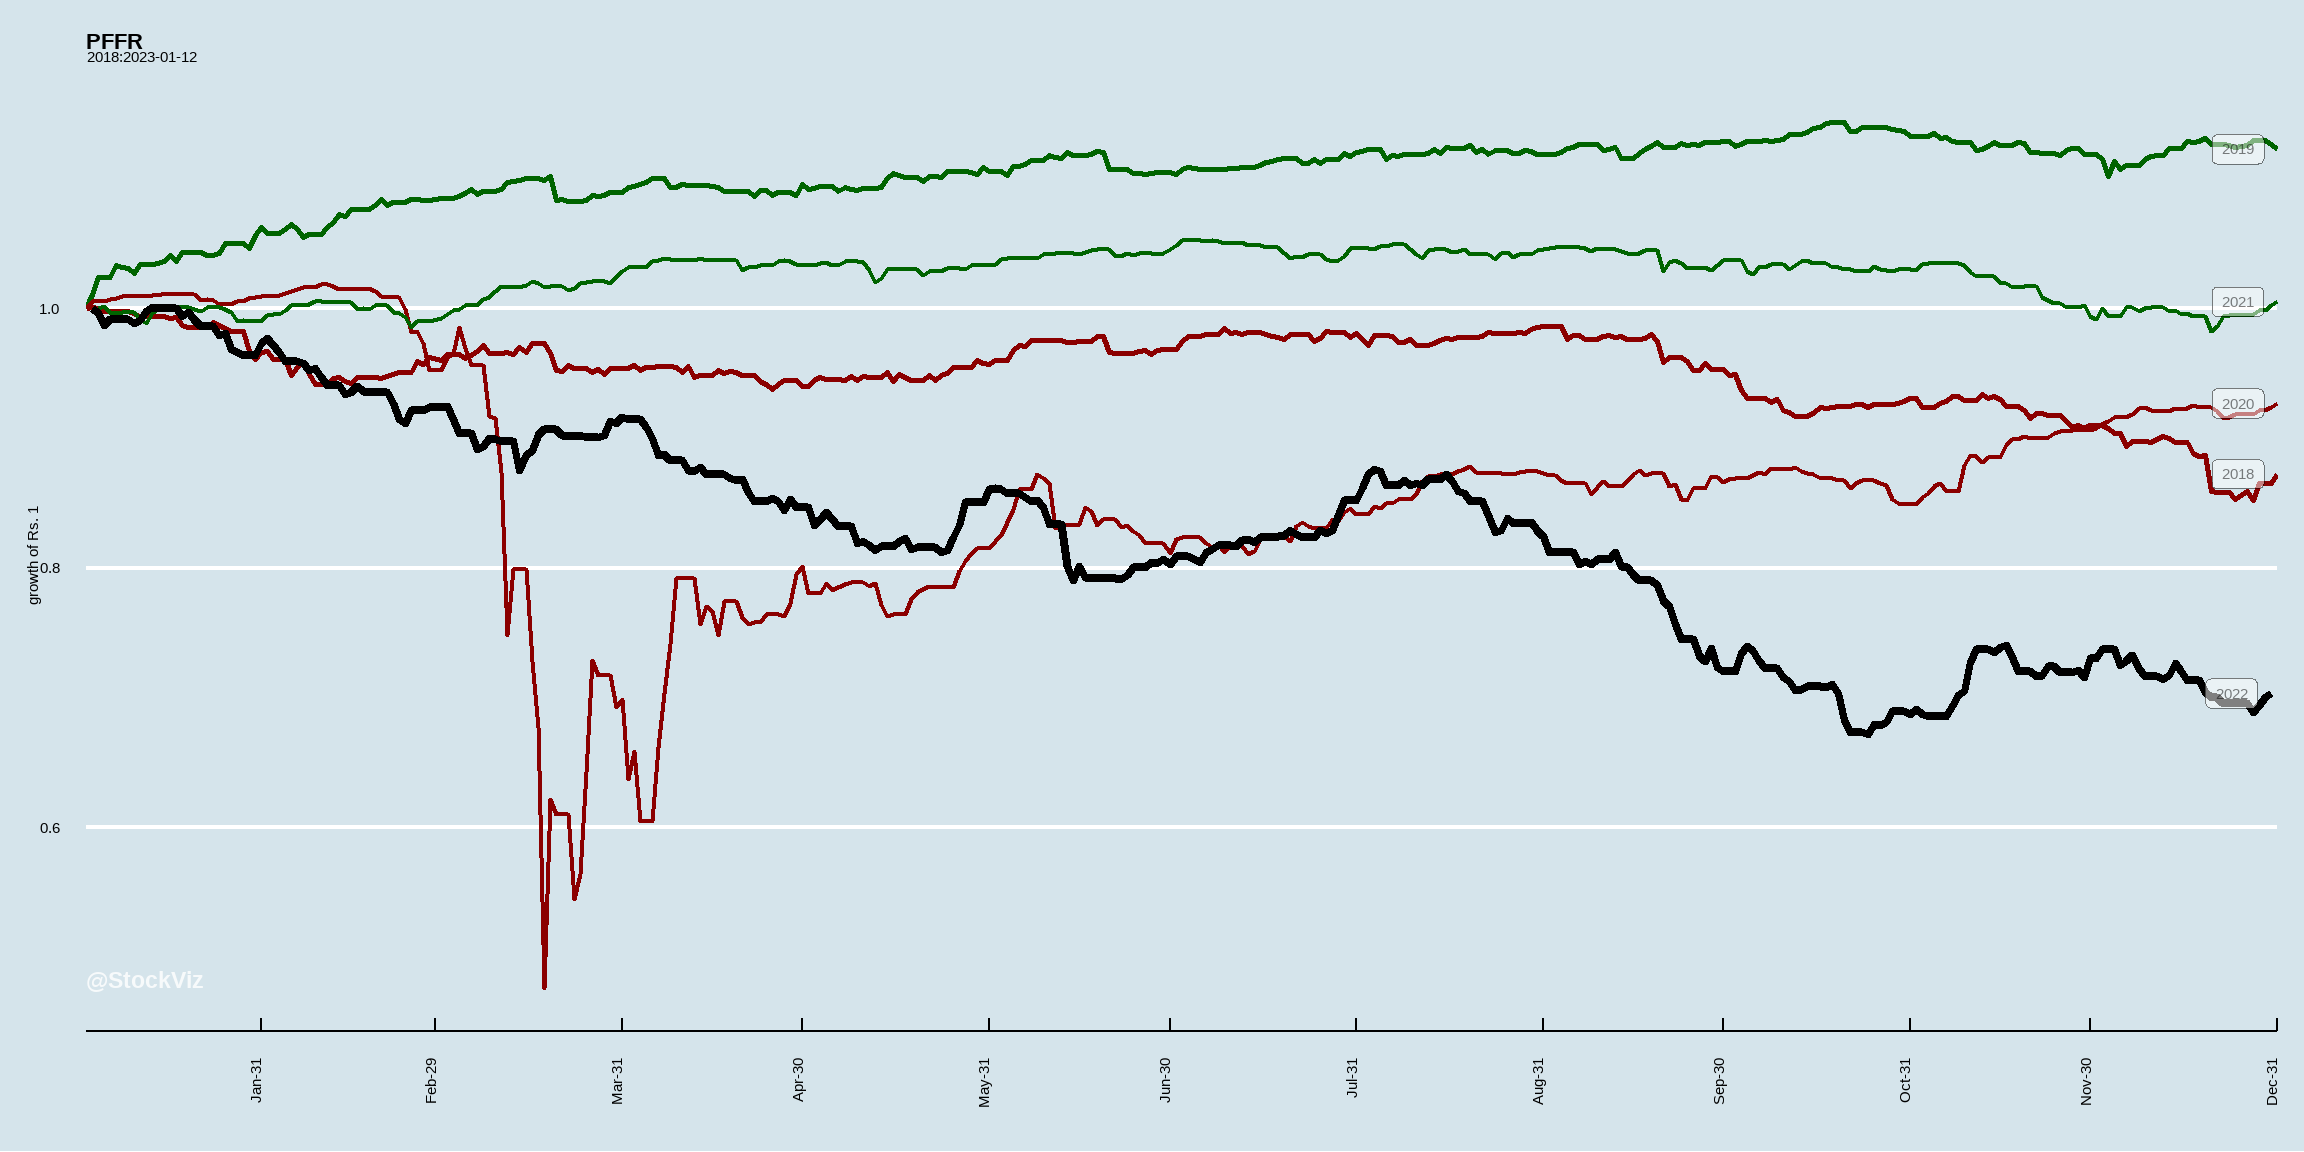 PFFR
2018:2023-01-12
2019
2021
1.0
2020
2018
growth of Rs. 1
0.8
2022
0.6
@StockViz
Jan-31
Feb-29
Mar-31
Apr-30
May-31
Jun-30
Jul-31
Aug-31
Sep-30
Oct-31
Nov-30
Dec-31